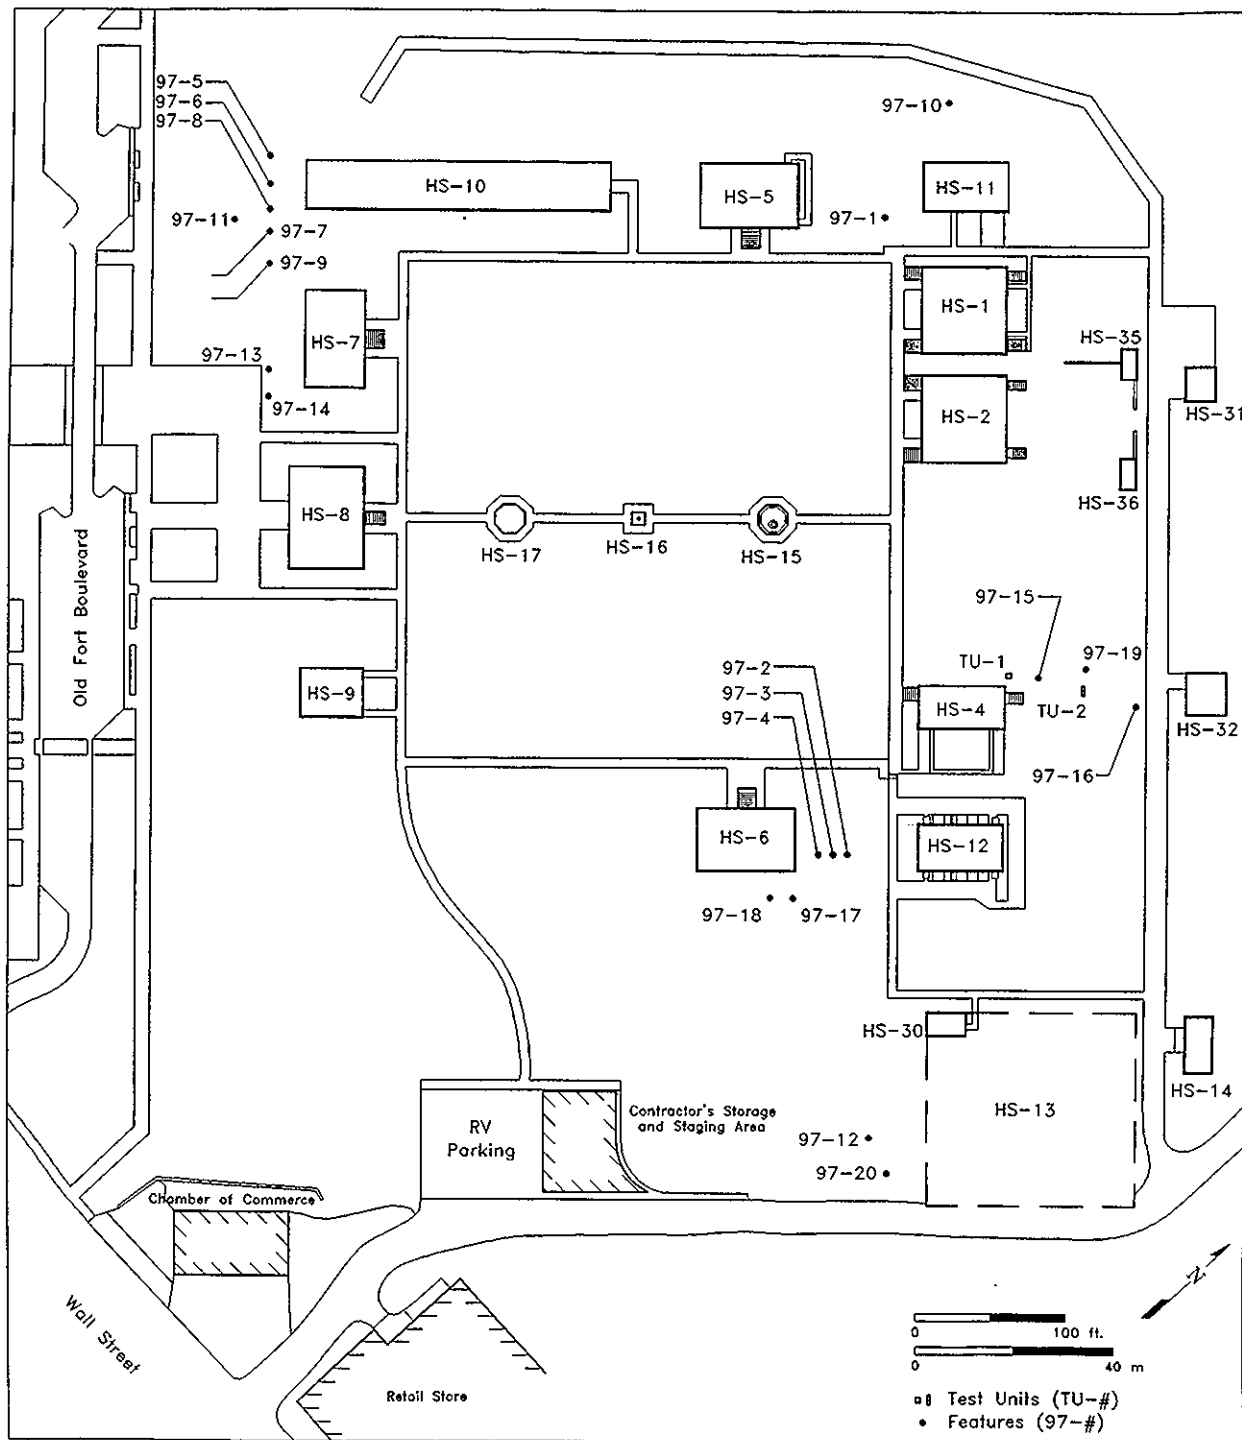 97-5
97-6
97-8
97-10
HS-10
HS-5
HS-11
97-11
97-7
97-1
97-9
HS-1
HS-7
HS-35
97-13
97-14
HS-2
HS-31
HS-36
HS-8
HS-17
HS-16
HS-15
Old Fort Boulevard
97-15
97-2
97-3
97-4
TU-1
97-19
HS-9
HS-4
TU-2
HS-32
97-16
HS-6
HS-12
97-18
97-17
HS-30
HS-14
HS-13
RV
Parking
Contractor's Storage
and Staging Area
97-12
97-20
Chamber of Commerce
Wall Street
N
0 100 ft.
0 40 m
Retail Store
Test Units (TU-#)
Features (97-#)